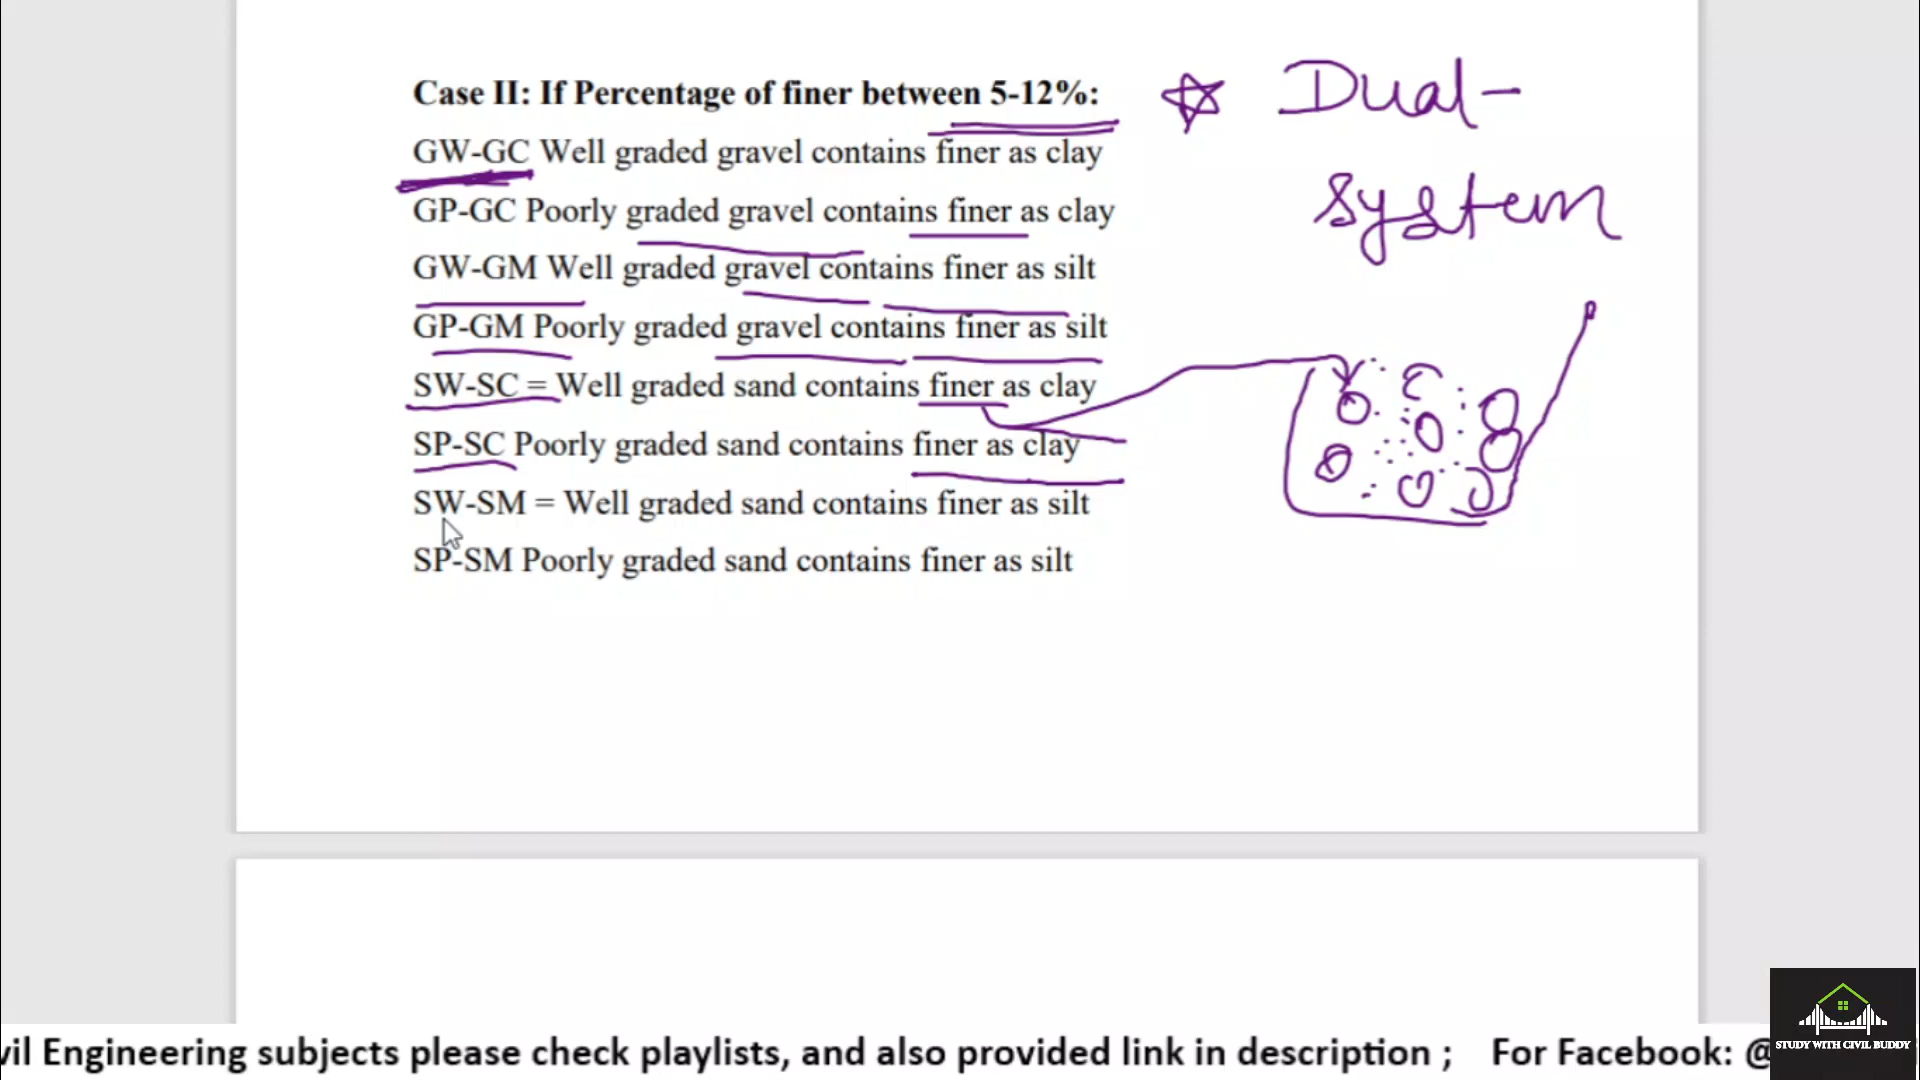 Case II: If Percentage of finer between 5-12%:
Dual-
system
GW-GC Well graded gravel contains finer as clay
GP-GC Poorly graded gravel contains finer as clay
GW-GM Well graded gravel contains finer as silt
GP-GM Poorly graded gravel contains finer as silt
SW-SC = Well graded sand contains finer as clay
SP-SC Poorly graded sand contains finer as clay
SW-SM = Well graded sand contains finer as silt
SP-SM Poorly graded sand contains finer as silt
vil Engineering subjects please check playlists, and also provided link in description ; For Facebook: @
STUDY WITH CIVIL BUDDY